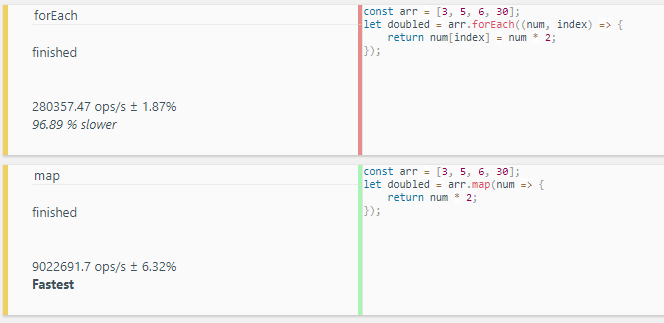 forEach
finished
280357.47 ops/s ± 1.87%
96.89 % slower
const arr = [3, 5, 6, 30];
let doubled = arr.forEach((num, index) => {
    return num[index] = num * 2;
});
map
finished
9022691.7 ops/s ± 6.32%
Fastest
const arr = [3, 5, 6, 30];
let doubled = arr.map(num => {
    return num * 2;
});